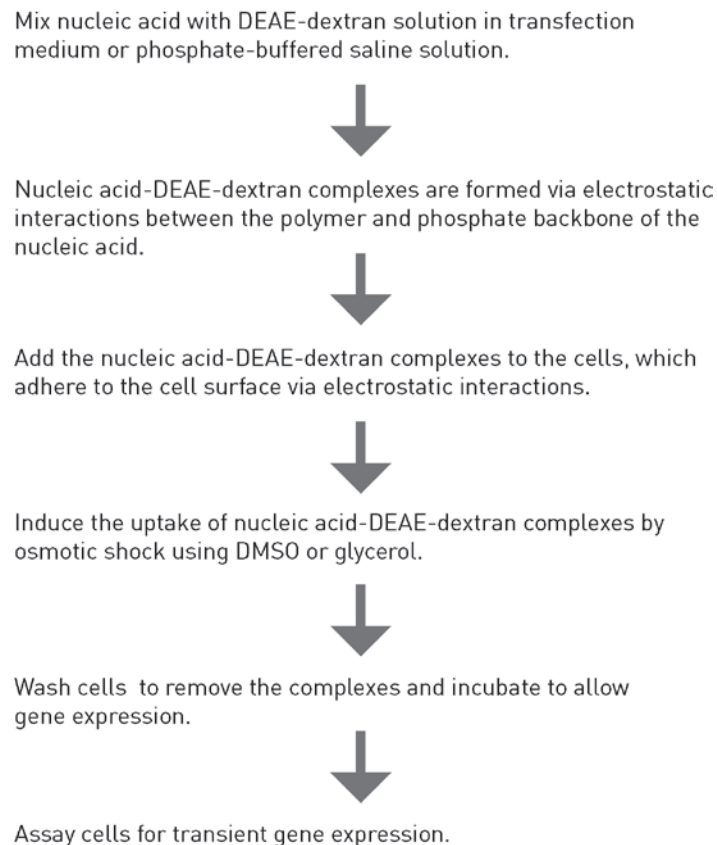 Mix nucleic acid with DEAE-dextran solution in transfection
medium or phosphate-buffered saline solution.
Nucleic acid-DEAE-dextran complexes are formed via electrostatic
interactions between the polymer and phosphate backbone of the
nucleic acid.
Add the nucleic acid-DEAE-dextran complexes to the cells, which
adhere to the cell surface via electrostatic interactions.
Induce the uptake of nucleic acid-DEAE-dextran complexes by
osmotic shock using DMSO or glycerol.
Wash cells  to remove the complexes and incubate to allow
gene expression.
Assay cells for transient gene expression.